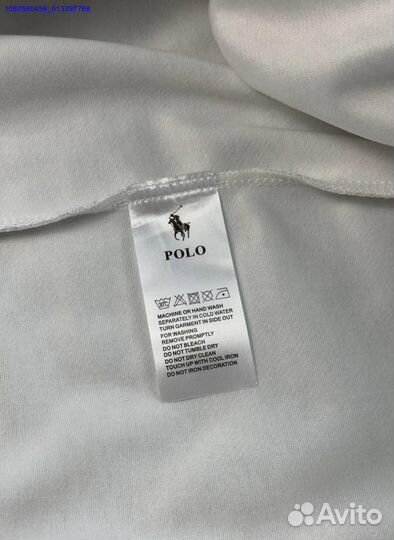 1087590456_613397768
POLO
MACHINE OR HAND WASH
SEPARATELY IN COLD WATER
TURN GARMENT IN SIDE OUT
FOR WASHING
REMOVE PROMPTLY
DO NOT BLEACH
DO NOT TUMBLE DRY
DO NOT DRY CLEAN
TOUCH UP WITH COOL IRON
DO NOT IRON DECORATION
Avito